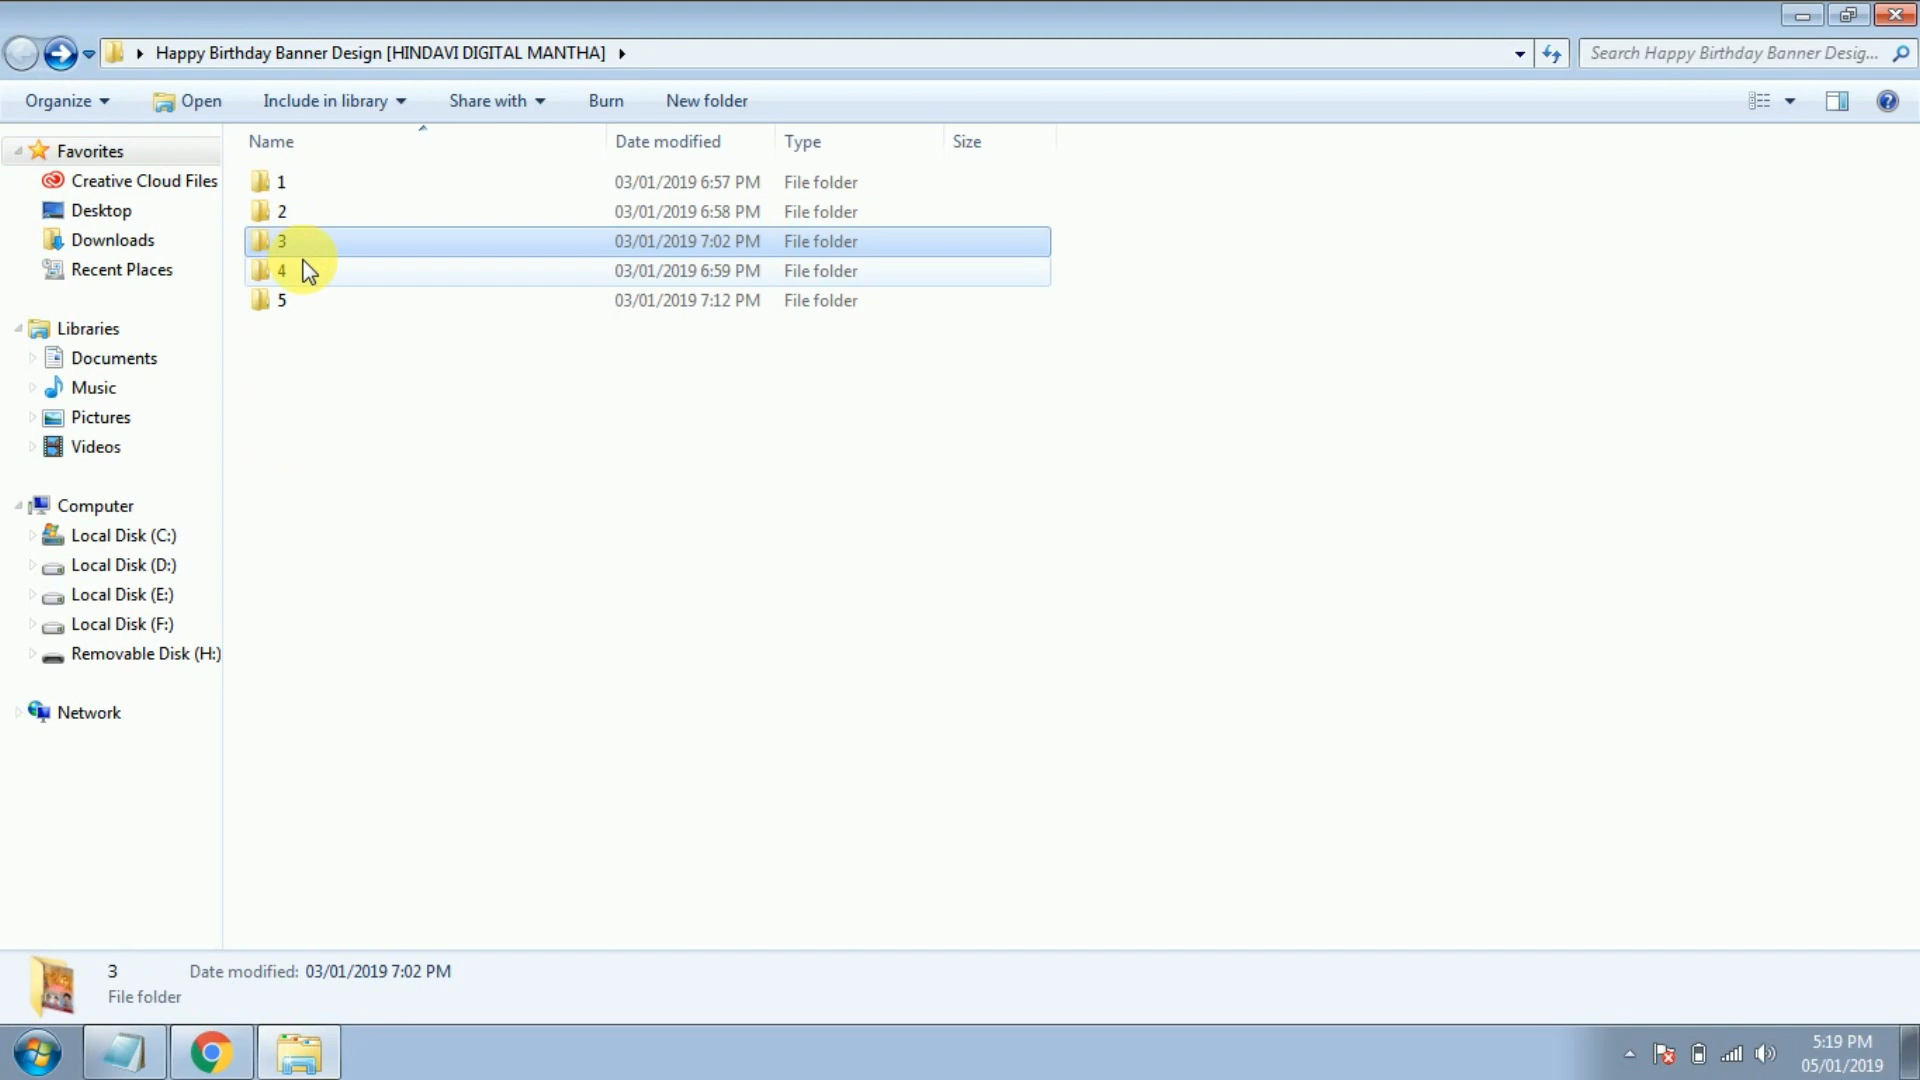 Happy Birthday Banner Design [HINDAVI DIGITAL MANTHA]
Search Happy Birthday Banner Desig...
Organize Open Include in library Share with Burn New folder
Name Date modified Type Size
Favorites
Creative Cloud Files
Desktop
Downloads
Recent Places
Libraries
Documents
Music
Pictures
Videos
Computer
Local Disk (C:)
Local Disk (D:)
Local Disk (E:)
Local Disk (F:)
Removable Disk (H:)
Network
1 03/01/2019 6:57 PM File folder
2 03/01/2019 6:58 PM File folder
3 03/01/2019 7:02 PM File folder
4 03/01/2019 6:59 PM File folder
5 03/01/2019 7:12 PM File folder
3 Date modified: 03/01/2019 7:02 PM
File folder
5:19 PM
05/01/2019